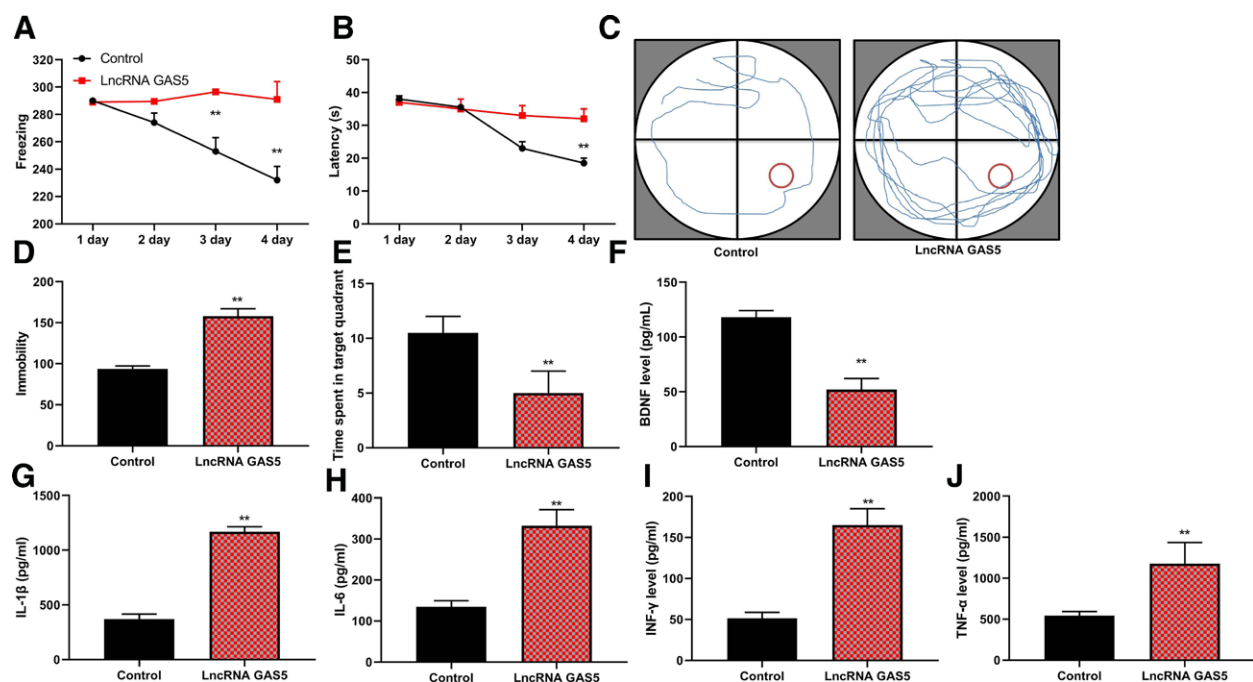 A
Freezing
320
300
280
260
240
220
200
Control
LncRNA GAS5
**
**
1 day 2 day 3 day 4 day
B
Latency (s)
50
40
30
20
10
0
**
1 day 2 day 3 day 4 day
C
Control
LncRNA GAS5
D
Immobility
200
150
100
50
0
**
Control LncRNA GAS5
E
Time spent in target quadrant
15
10
5
0
**
Control LncRNA GAS5
F
BDNF level (pg/mL)
150
100
50
0
**
Control LncRNA GAS5
G
IL-1β (pg/ml)
1500
1000
500
0
**
Control LncRNA GAS5
H
IL-6 (pg/ml)
400
300
200
100
0
**
Control LncRNA GAS5
I
INF-γ level (pg/ml)
200
150
100
50
0
**
Control LncRNA GAS5
J
TNF-α level (pg/ml)
2000
1500
1000
500
0
**
Control LncRNA GAS5